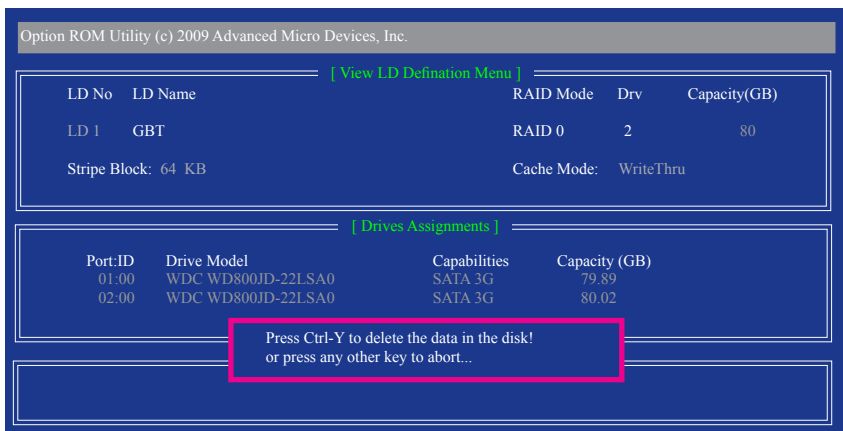 Option ROM Utility (c) 2009 Advanced Micro Devices, Inc.
[ View LD Defination Menu ]
LD No LD Name RAID Mode Drv Capacity(GB)
LD 1 GBT RAID 0 2 80
Stripe Block: 64 KB Cache Mode: WriteThru
[ Drives Assignments ]
Port:ID Drive Model Capabilities Capacity (GB)
01:00 WDC WD800JD-22LSA0 SATA 3G 79.89
02:00 WDC WD800JD-22LSA0 SATA 3G 80.02
Press Ctrl-Y to delete the data in the disk!
or press any other key to abort...